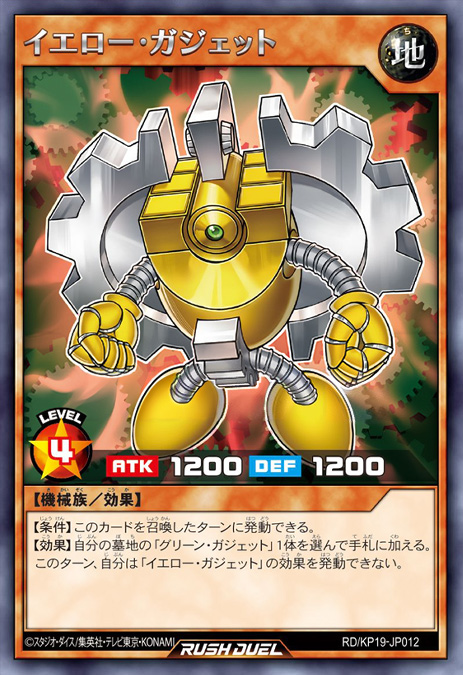 イエロー・ガジェット
地
LEVEL
4
ATK 1200 DEF 1200
【機械族／効果】
【条件】このカードを召喚したターンに発動できる。
【効果】自分の墓地の「グリーン・ガジェット」1体を選んで手札に加える。
このターン、自分は「イエロー・ガジェット」の効果を発動できない。
©スタジオ・ダイス/集英社・テレビ東京・KONAMI
RUSH DUEL
RD/KP19-JP012